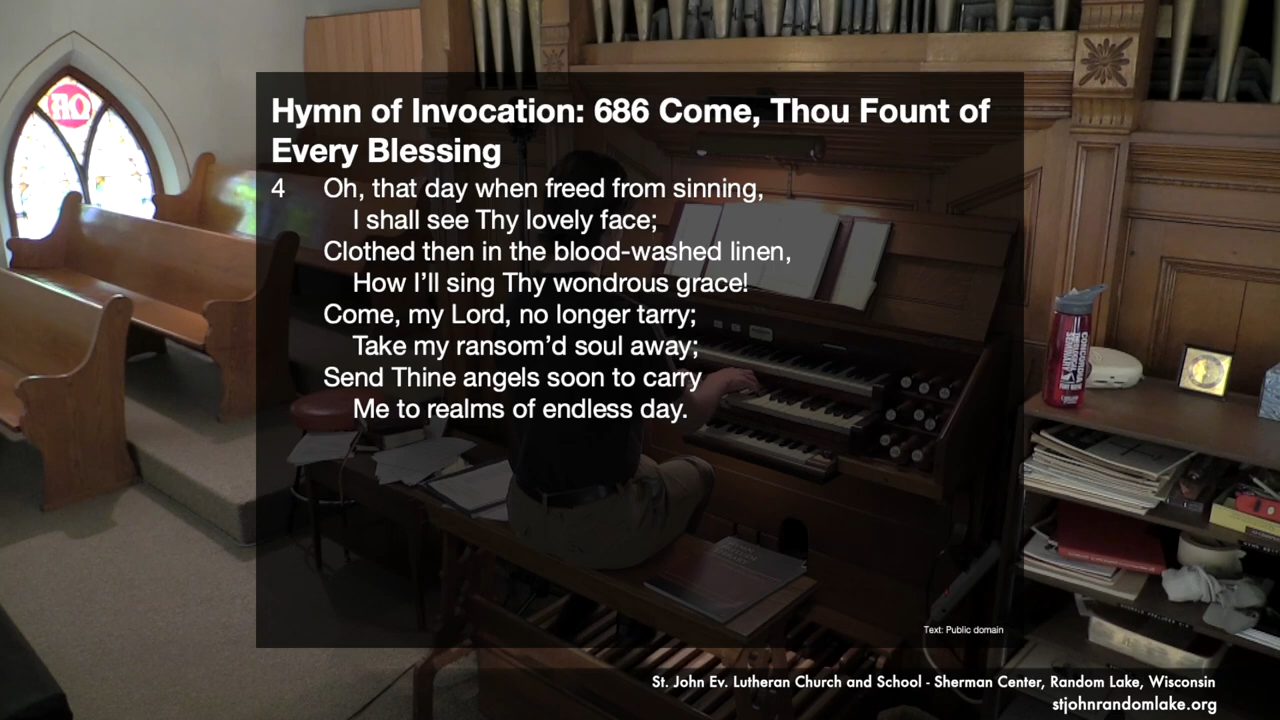 Hymn of Invocation: 686 Come, Thou Fount of
Every Blessing
4 Oh, that day when freed from sinning,
I shall see Thy lovely face;
Clothed then in the blood-washed linen,
How I’ll sing Thy wondrous grace!
Come, my Lord, no longer tarry;
Take my ransom’d soul away;
Send Thine angels soon to carry
Me to realms of endless day.
Text: Public domain
CONCORDIA
THEOLOGICAL
SEMINARY
St. John Ev. Lutheran Church and School - Sherman Center, Random Lake, Wisconsin
stjohnrandomlake.org